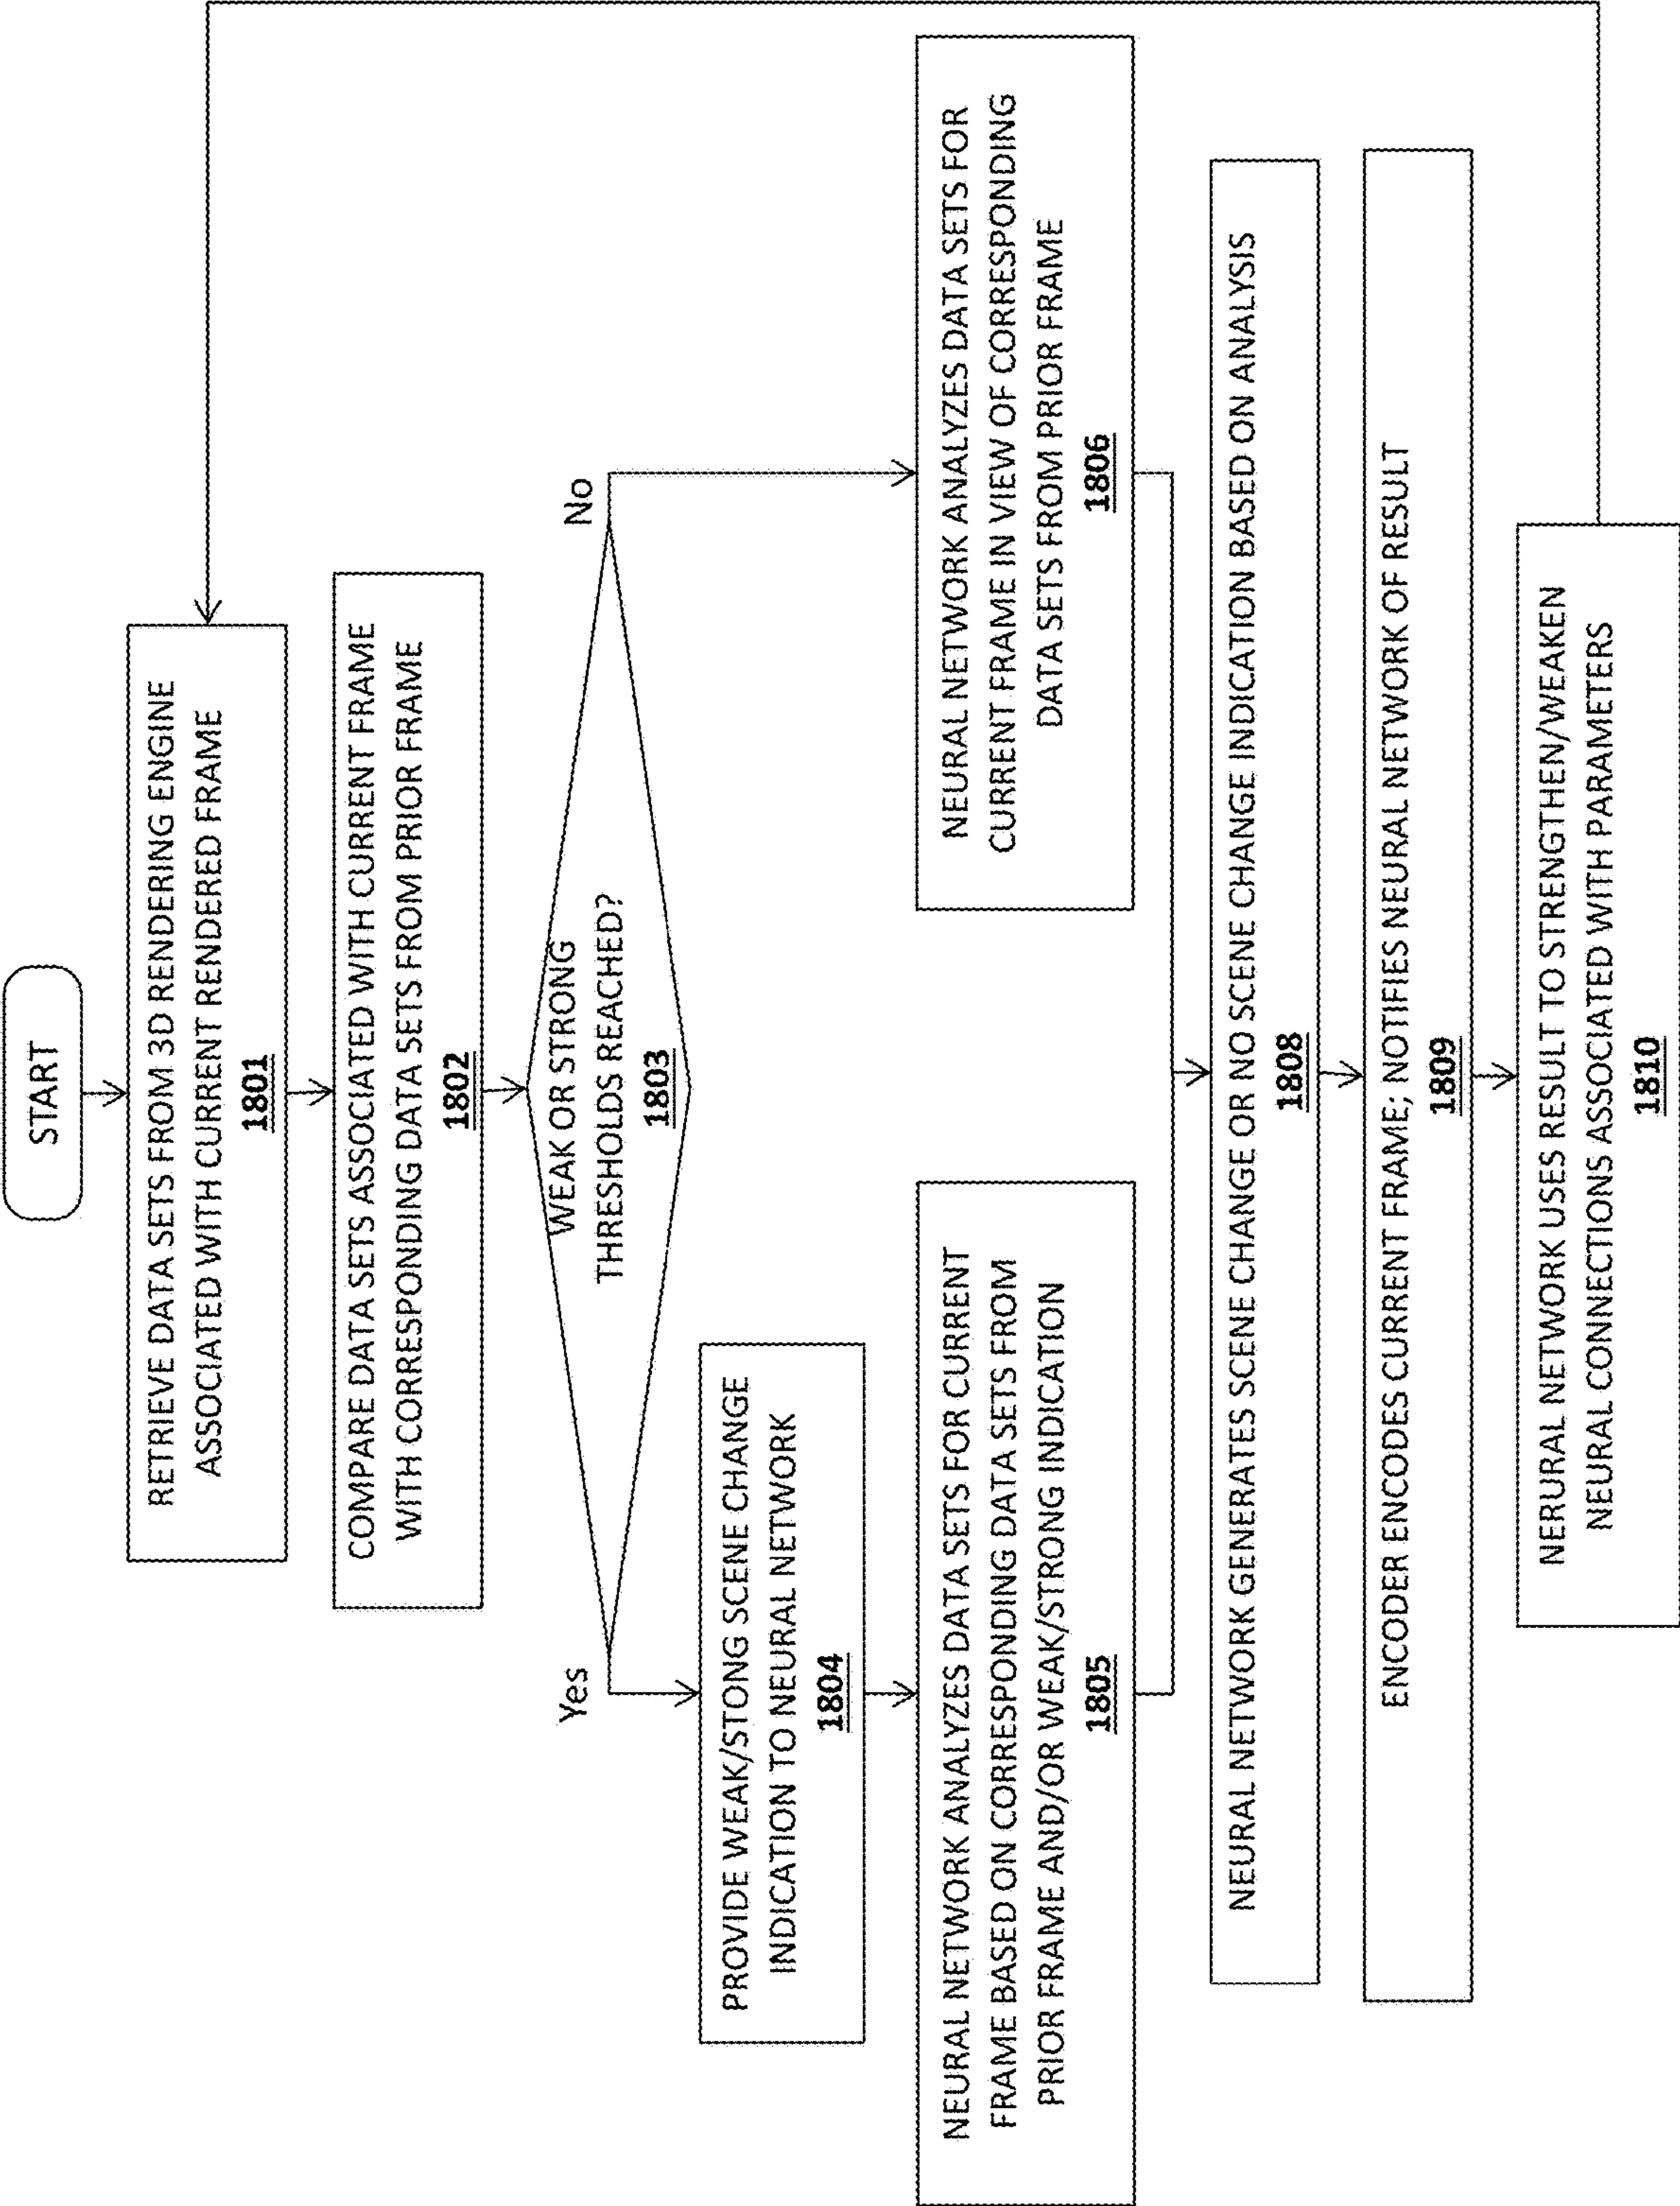 START
RETRIEVE DATA SETS FROM 3D RENDERING ENGINE
ASSOCIATED WITH CURRENT RENDERED FRAME
1801
COMPARE DATA SETS ASSOCIATED WITH CURRENT FRAME
WITH CORRESPONDING DATA SETS FROM PRIOR FRAME
1802
WEAK OR STRONG
THRESHOLDS REACHED?
1803
Yes
No
PROVIDE WEAK/STONG SCENE CHANGE
INDICATION TO NEURAL NETWORK
1804
NEURAL NETWORK ANALYZES DATA SETS FOR CURRENT
FRAME BASED ON CORRESPONDING DATA SETS FROM
PRIOR FRAME AND/OR WEAK/STRONG INDICATION
1805
NEURAL NETWORK ANALYZES DATA SETS FOR
CURRENT FRAME IN VIEW OF CORRESPONDING
DATA SETS FROM PRIOR FRAME
1806
NEURAL NETWORK GENERATES SCENE CHANGE OR NO SCENE CHANGE INDICATION BASED ON ANALYSIS
1808
ENCODER ENCODES CURRENT FRAME; NOTIFIES NEURAL NETWORK OF RESULT
1809
NERURAL NETWORK USES RESULT TO STRENGTHEN/WEAKEN
NEURAL CONNECTIONS ASSOCIATED WITH PARAMETERS
1810